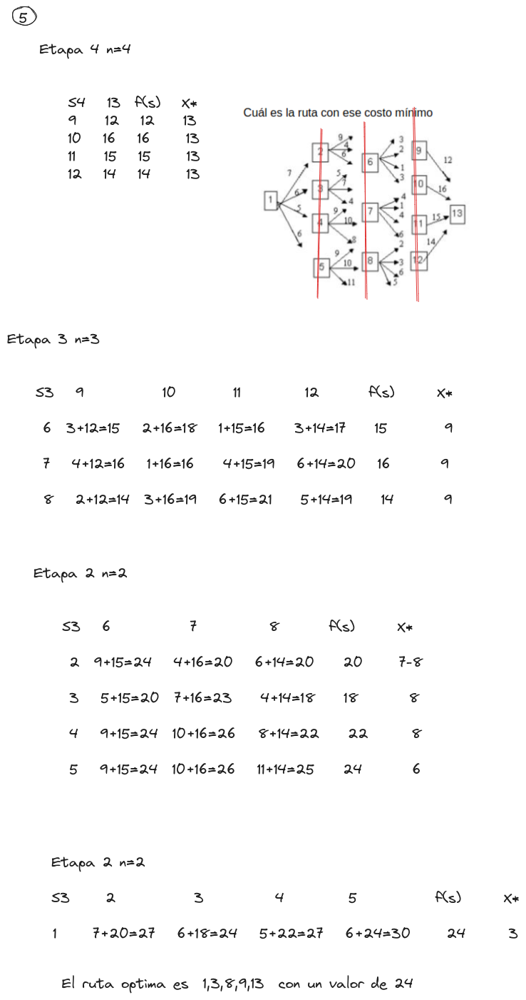 5
Etapa 4 n=4
S4 13 f(s) X*
9 12 12 13
10 16 16 13
11 15 15 13
12 14 14 13
Cuál es la ruta con ese costo mínimo
1 7 6 5 6
2 9 4 6
3 5 7 4
4 9 10 8
5 9 10 11
6 3 2 1 3
7 4 1 4 6
8 2 3 6 5
9 12
10 16
11 15
12 14
13
Etapa 3 n=3
S3 9 10 11 12 f(s) X*
6 3+12=15 2+16=18 1+15=16 3+14=17 15 9
7 4+12=16 1+16=16 4+15=19 6+14=20 16 9
8 2+12=14 3+16=19 6+15=21 5+14=19 14 9
Etapa 2 n=2
S3 6 7 8 f(s) X*
2 9+15=24 4+16=20 6+14=20 20 7-8
3 5+15=20 7+16=23 4+14=18 18 8
4 9+15=24 10+16=26 8+14=22 22 8
5 9+15=24 10+16=26 11+14=25 24 6
Etapa 2 n=2
S3 2 3 4 5 f(s) X*
1 7+20=27 6+18=24 5+22=27 6+24=30 24 3
El ruta optima es 1,3,8,9,13 con un valor de 24